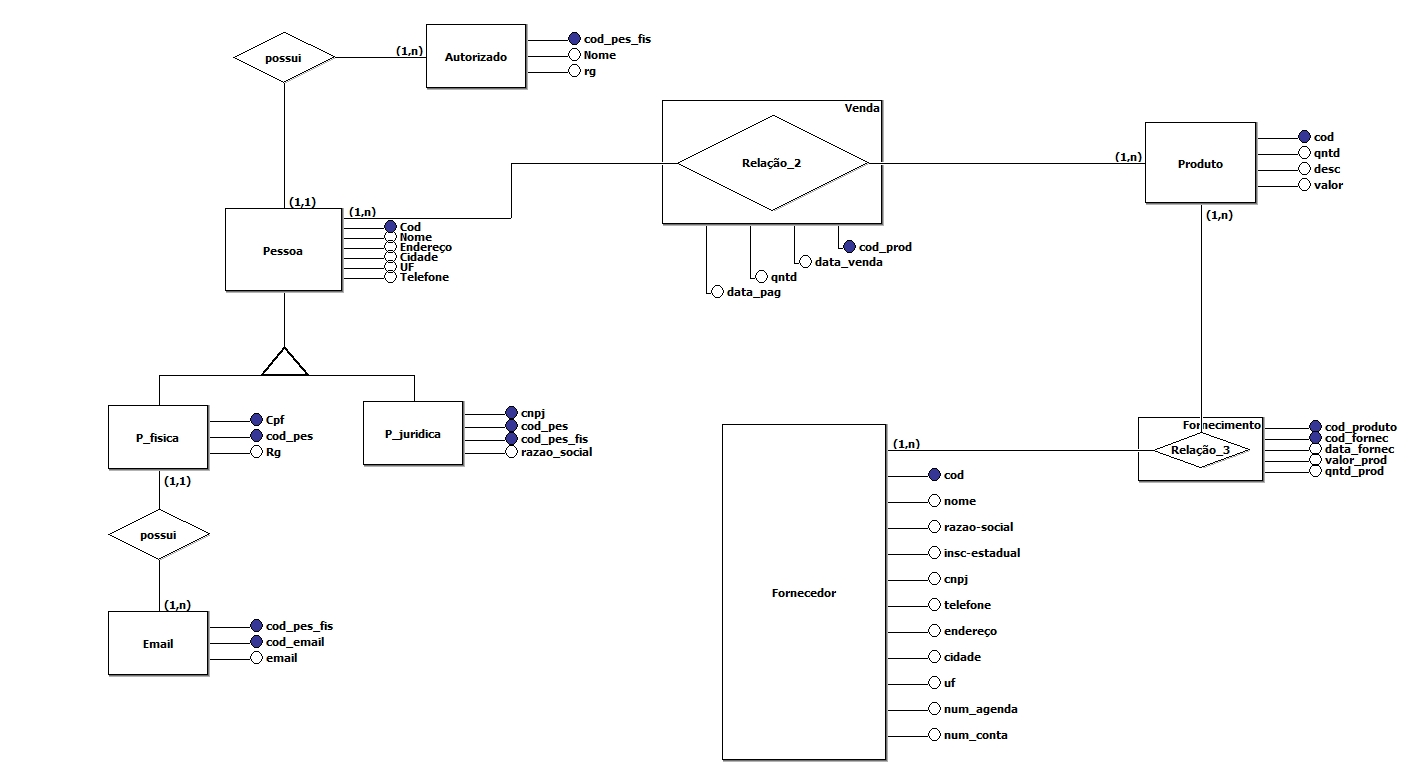 possui
(1,n)
Autorizado
cod_pes_fis
Nome
rg
(1,1)
Pessoa
(1,n)
Cod
Nome
Endereço
Cidade
UF
Telefone
Venda
Relação_2
cod_prod
data_venda
qntd
data_pag
(1,n)
Produto
cod
qntd
desc
valor
(1,n)
P_fisica
Cpf
cod_pes
Rg
P_juridica
cnpj
cod_pes
cod_pes_fis
razao_social
(1,1)
possui
(1,n)
Email
cod_pes_fis
cod_email
email
Fornecedor
(1,n)
cod
nome
razao-social
insc-estadual
cnpj
telefone
endereço
cidade
uf
num_agenda
num_conta
Fornecimento
Relação_3
cod_produto
cod_fornec
data_fornec
valor_prod
qntd_prod